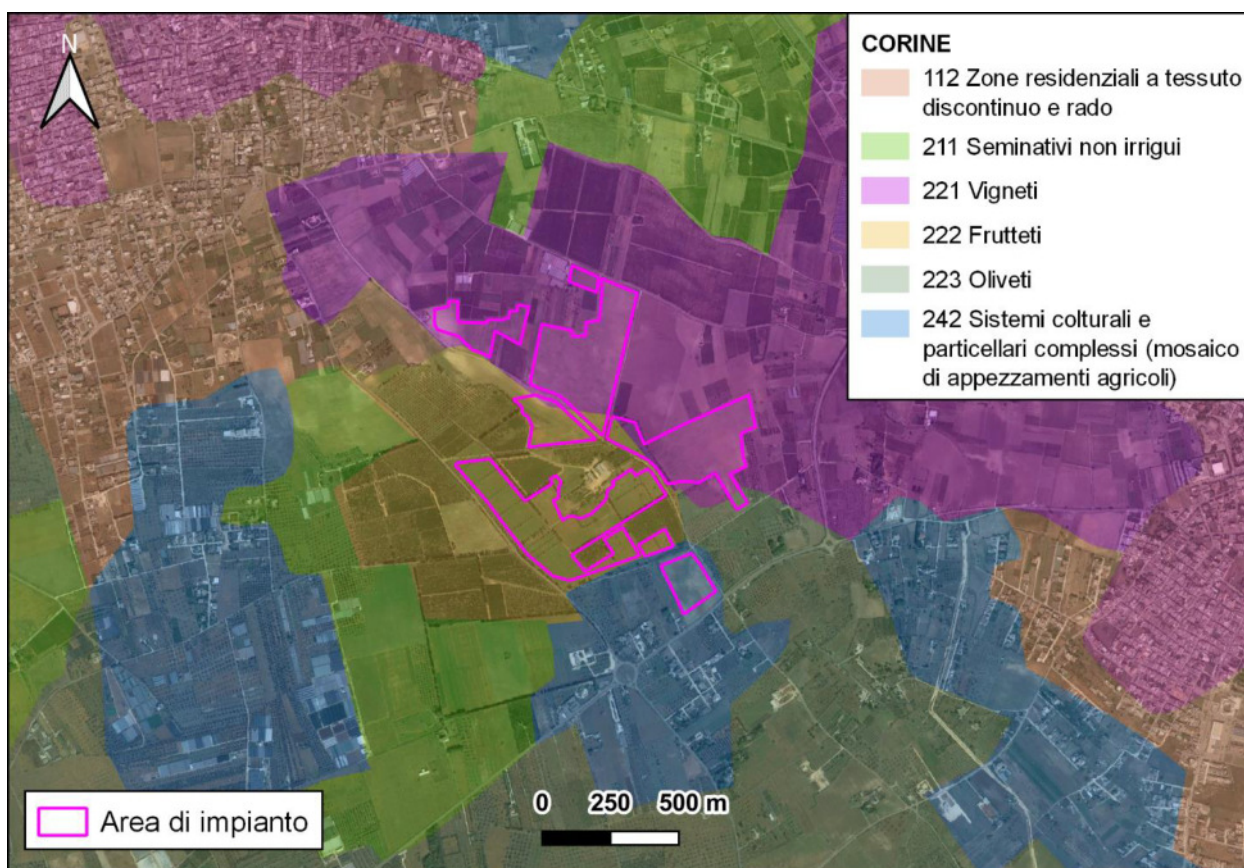 N
CORINE
112 Zone residenziali a tessuto
discontinuo e rado
211 Seminativi non irrigui
221 Vigneti
222 Frutteti
223 Oliveti
242 Sistemi colturali e
particellari complessi (mosaico
di appezzamenti agricoli)
Area di impianto
0 250 500 m